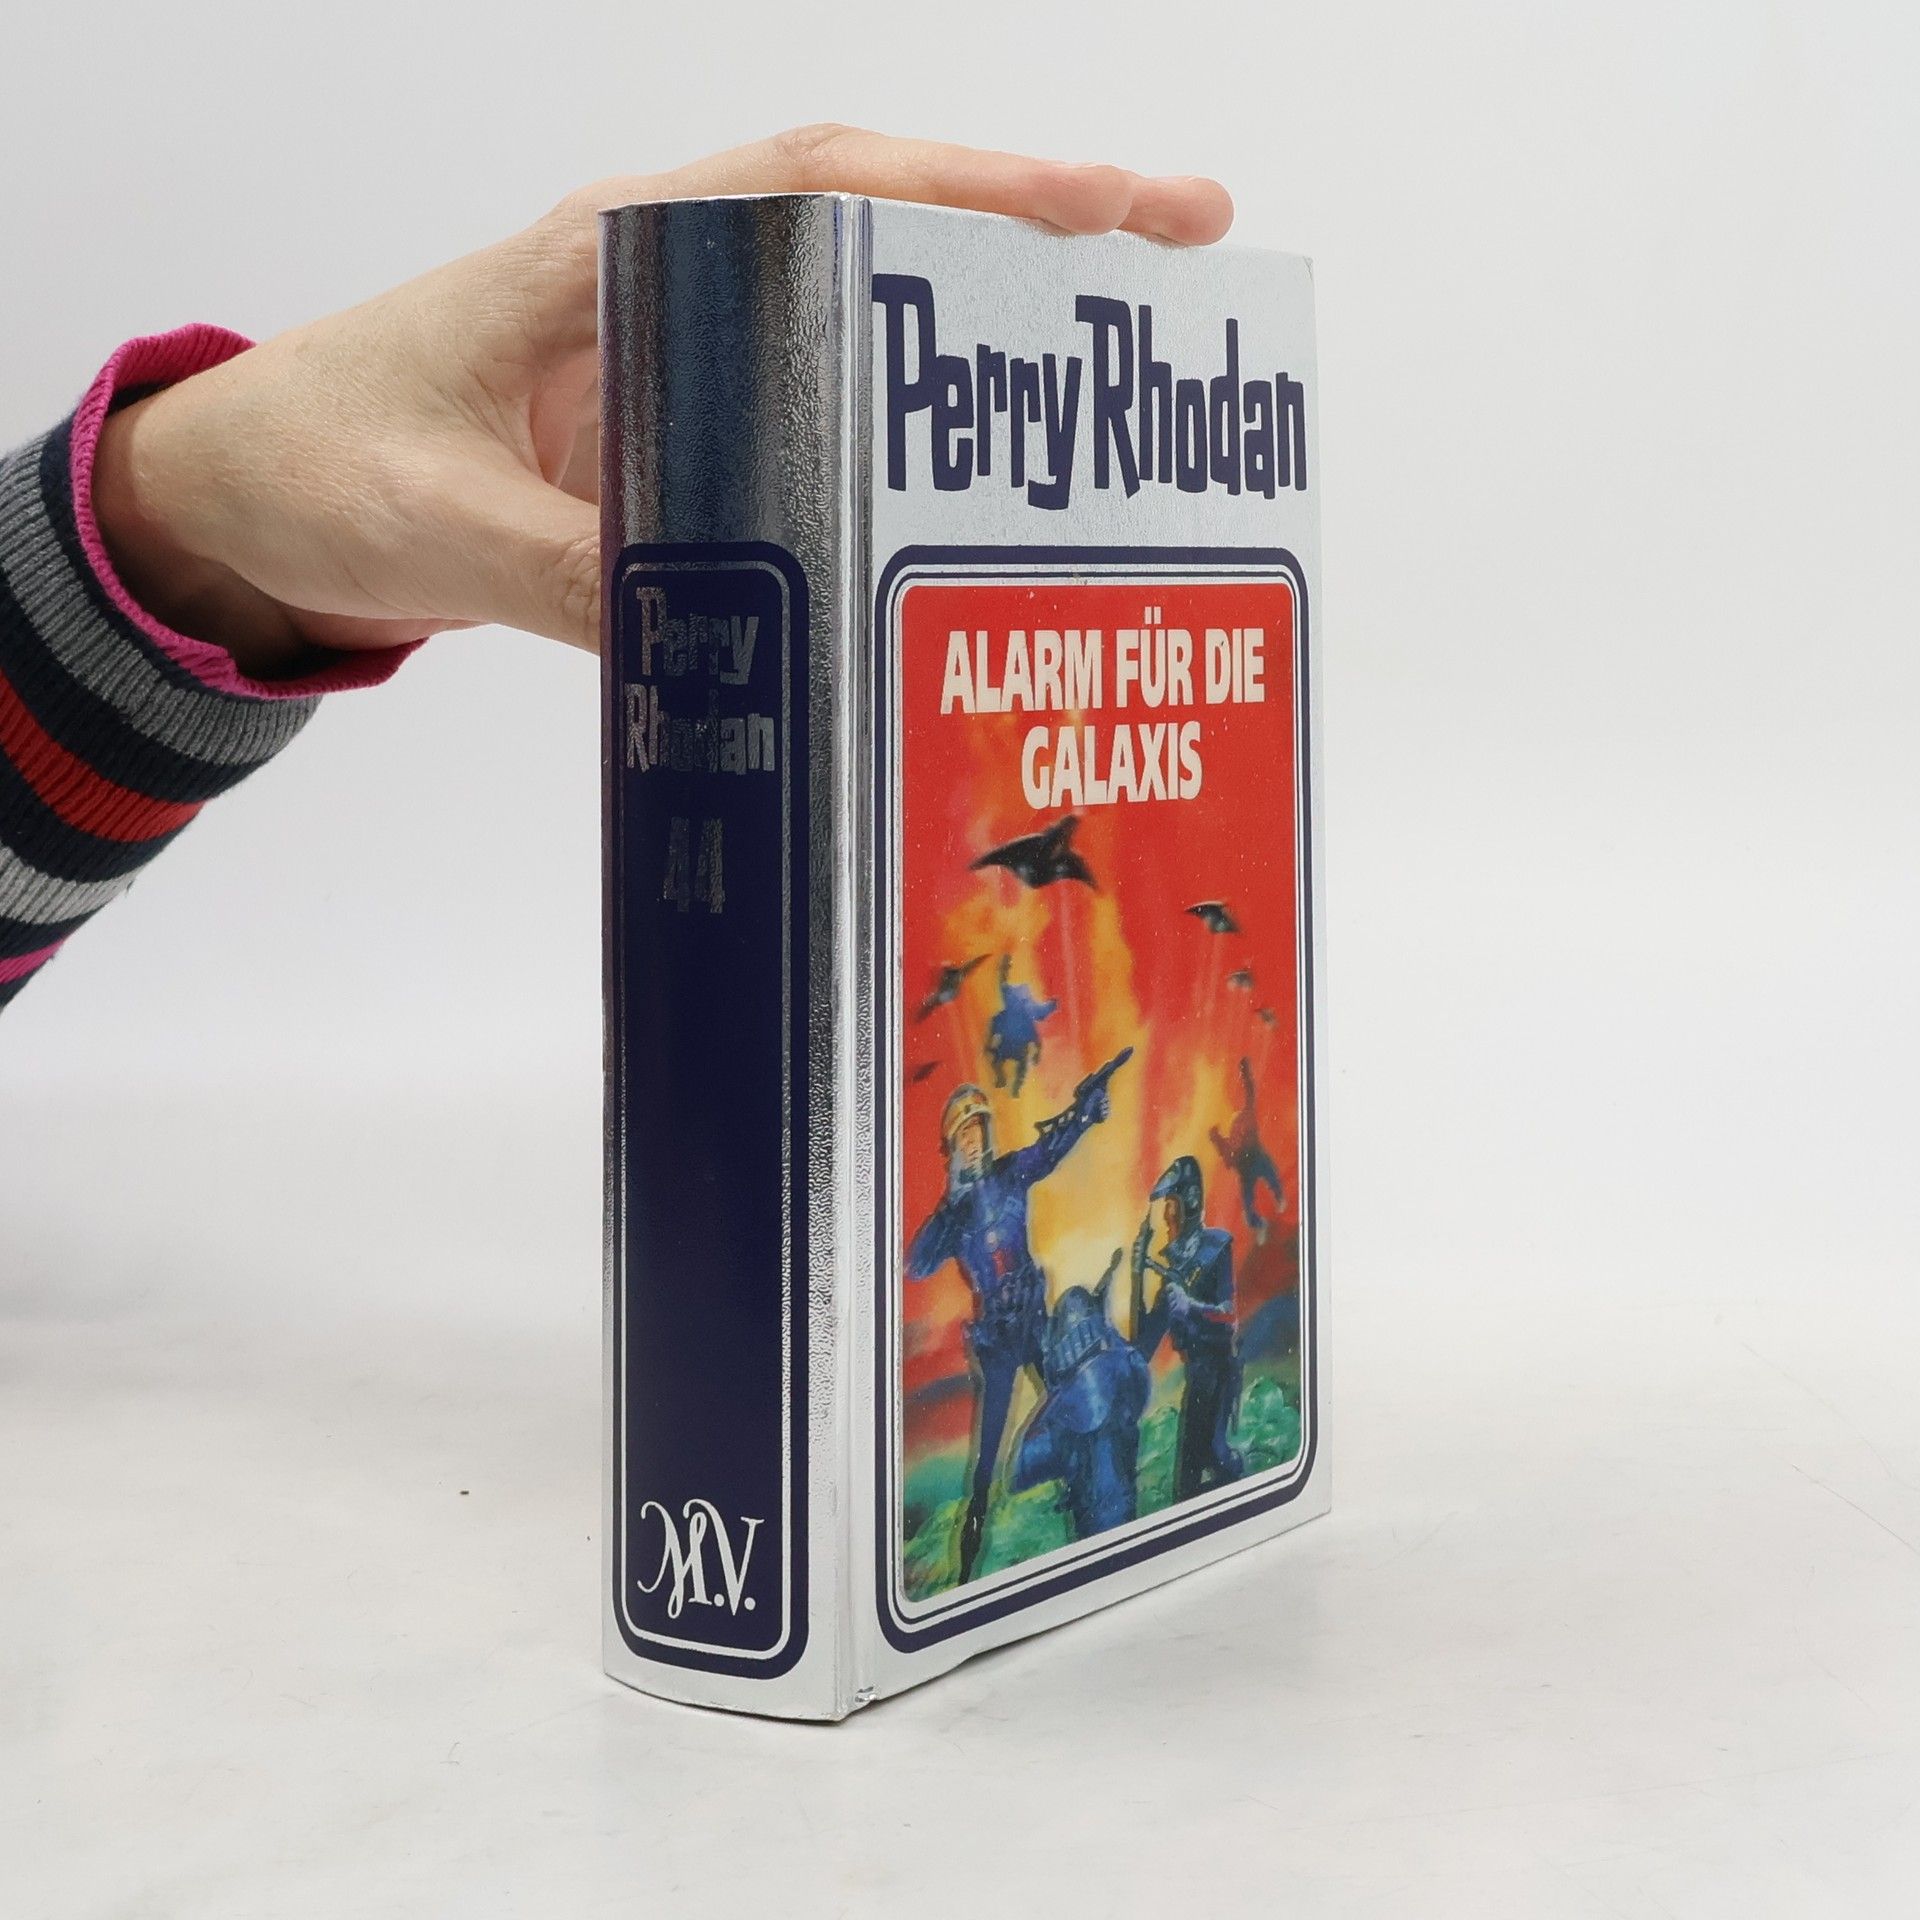 Perry
Rhodan
44
M.V.
Perry Rhodan
ALARM FÜR DIE
GALAXIS